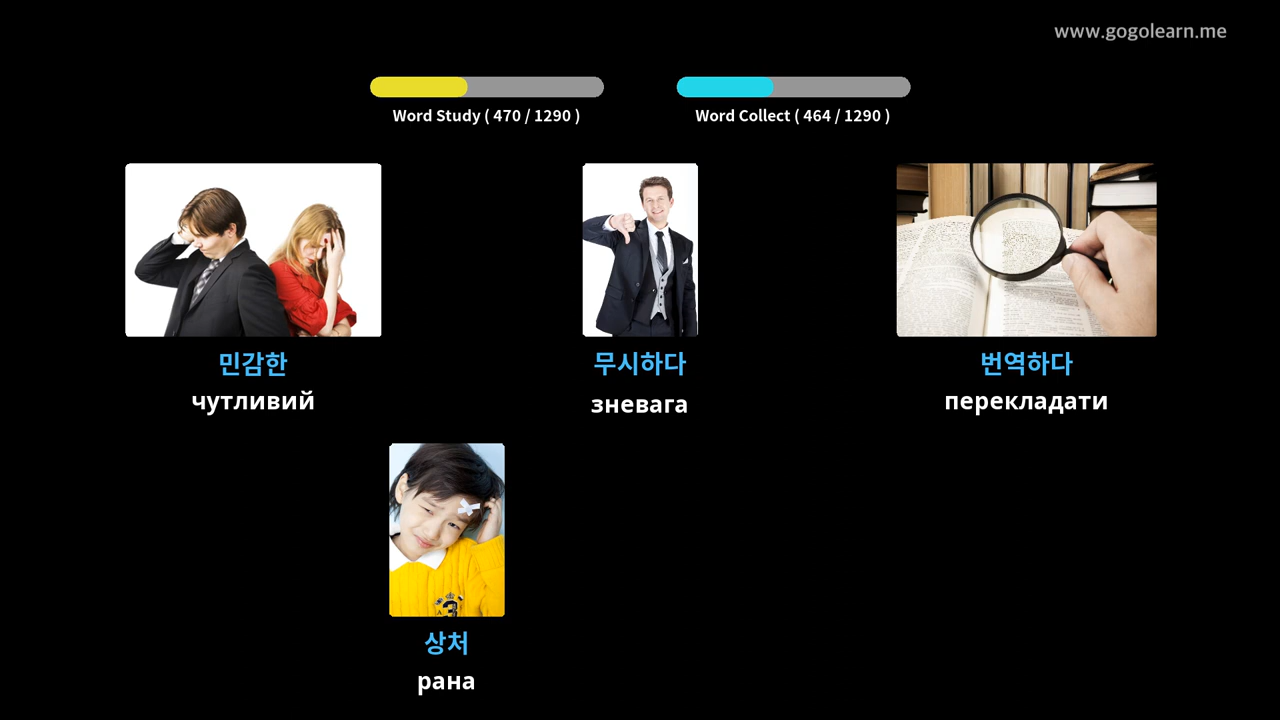 www.gogolearn.me
Word Study ( 470 / 1290 )
Word Collect ( 464 / 1290 )
민감한
чутливий
무시하다
зневага
번역하다
перекладати
상처
рана